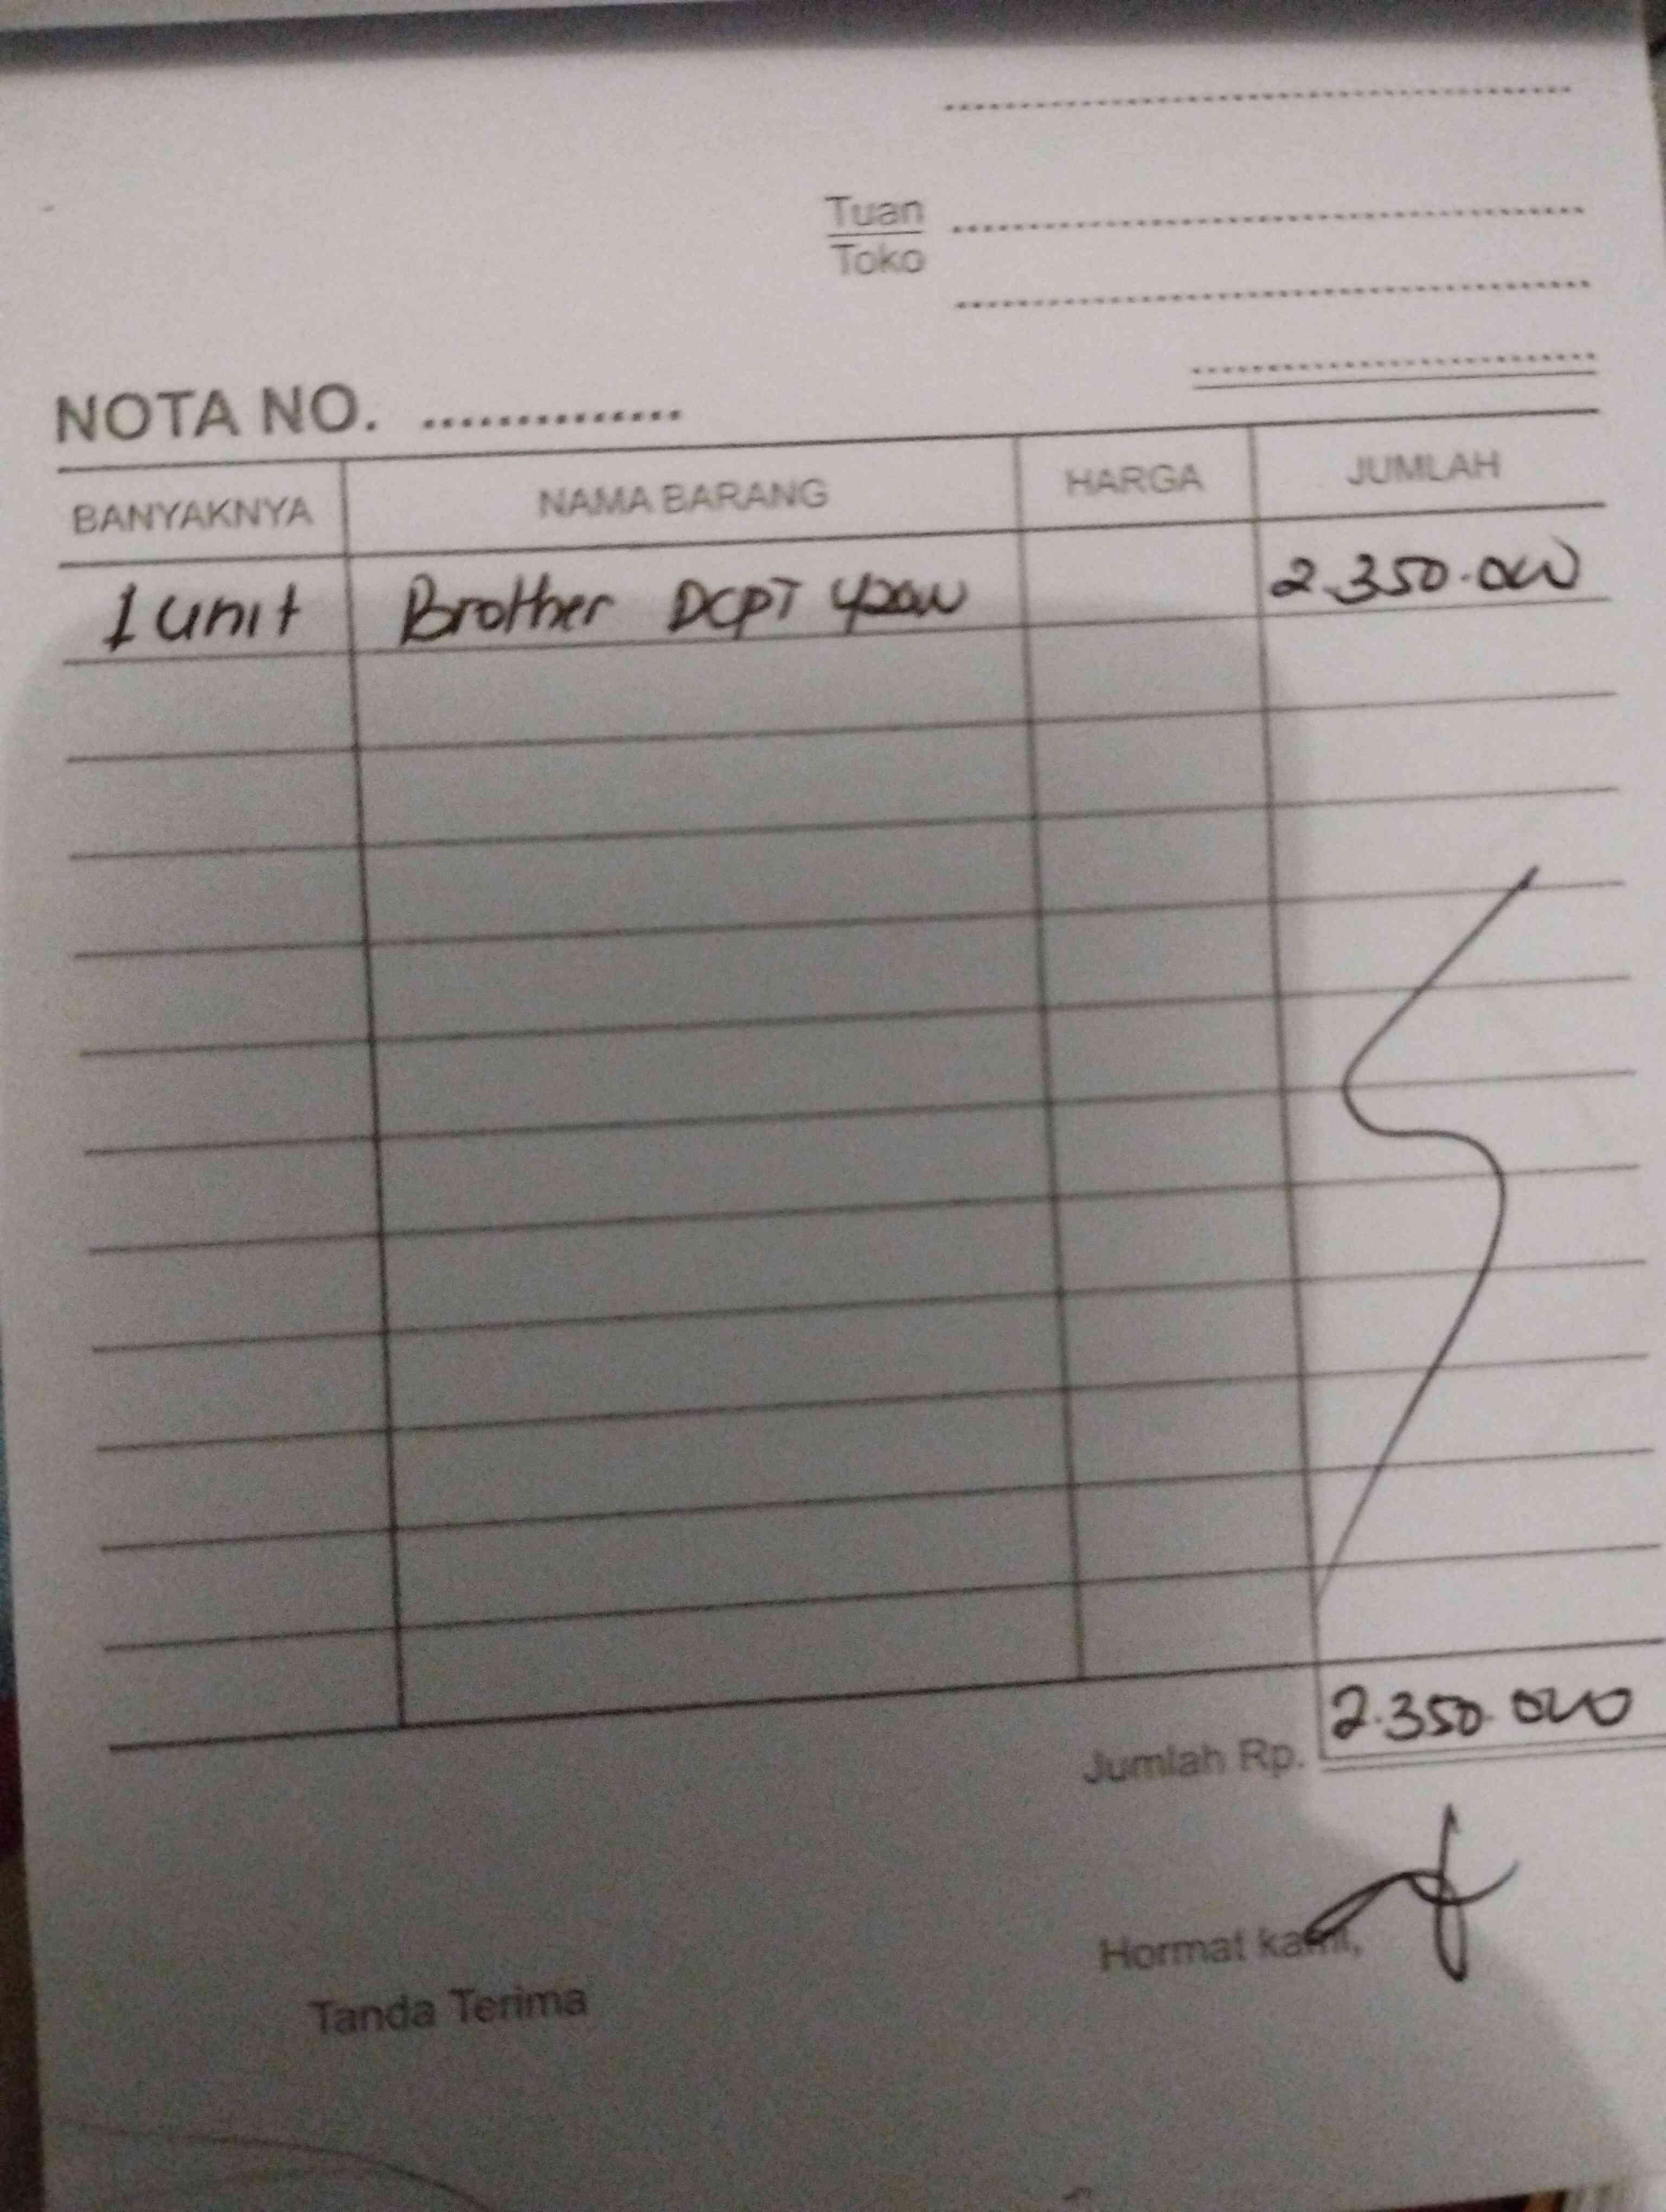 Tuan
Toko
NOTA NO. ...............
BANYAKNYA NAMA BARANG HARGA JUMLAH
1 unit Brother DCPT 420W 2.350.000
Jumlah Rp. 2.350.000
Tanda Terima Hormat kami,